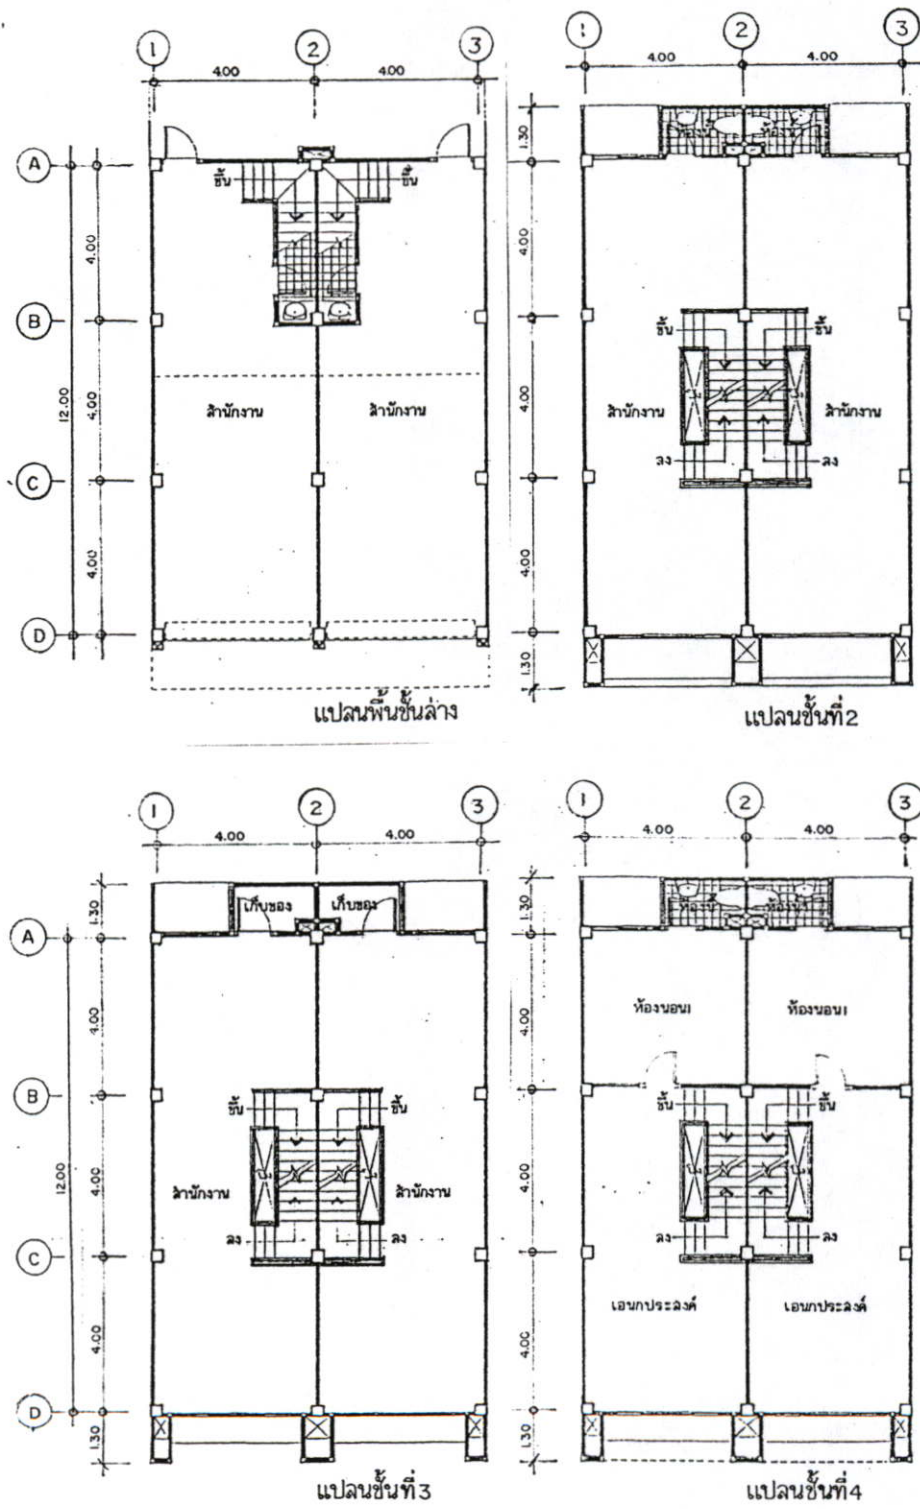 1 2 3
4.00 4.00
A
ขึ้น ขึ้น
4.00
B
12.00
4.00
สำนักงาน สำนักงาน
C
4.00
D
แปลนพื้นชั้นล่าง
1 2 3
4.00 4.00
1.30
4.00
ขึ้น ขึ้น
4.00
สำนักงาน สำนักงาน
ลง ลง
4.00
1.30
แปลนชั้นที่2
1 2 3
4.00 4.00
1.30
เก็บของ เก็บของ
A
4.00
B
ขึ้น ขึ้น
12.00
4.00
สำนักงาน สำนักงาน
ลง ลง
C
4.00
D
1.30
แปลนชั้นที่3
1 2 3
4.00 4.00
1.30
4.00
ห้องนอน1 ห้องนอน1
ขึ้น ขึ้น
4.00
ลง ลง
เอนกประสงค์ เอนกประสงค์
4.00
1.30
แปลนชั้นที่4